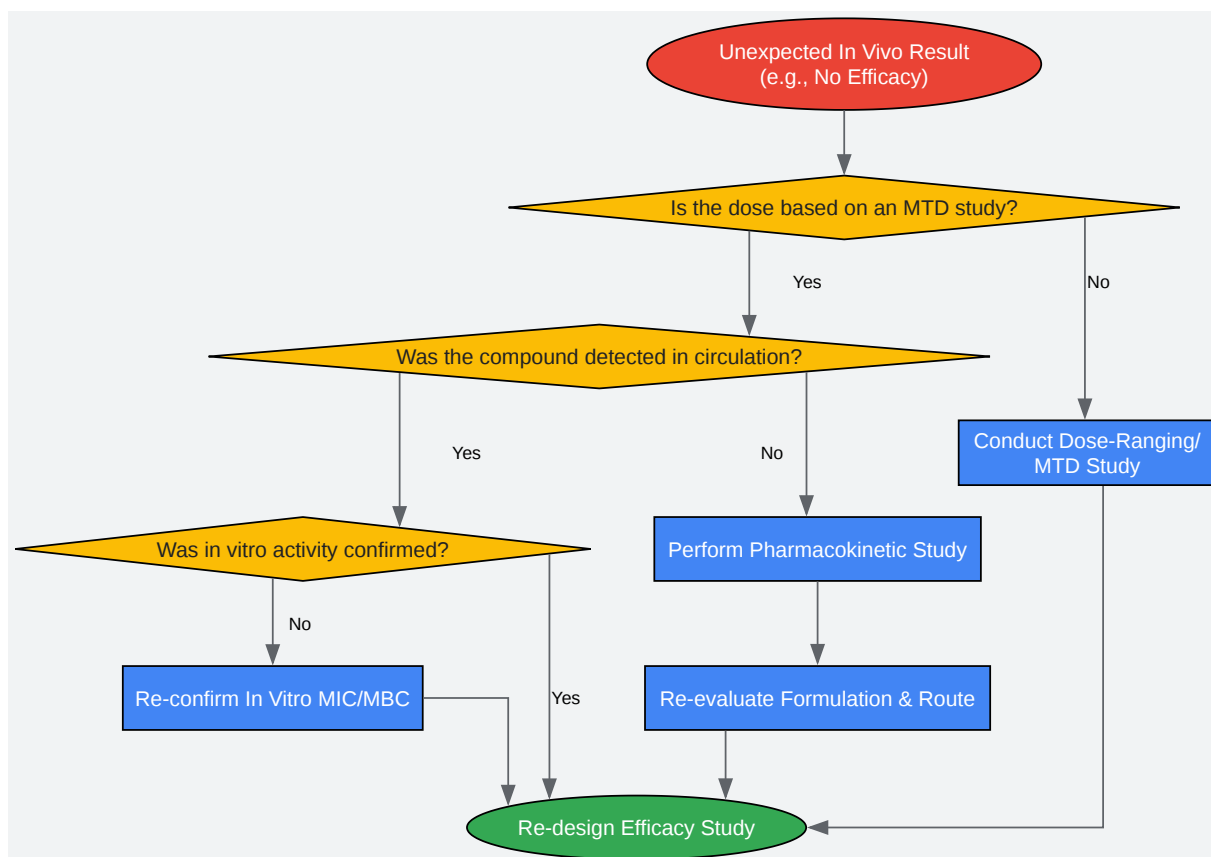 Unexpected In Vivo Result
(e.g., No Efficacy)
Is the dose based on an MTD study?
Yes
No
Was the compound detected in circulation?
Conduct Dose-Ranging/
MTD Study
Yes
No
Was in vitro activity confirmed?
Perform Pharmacokinetic Study
No
Yes
Re-confirm In Vitro MIC/MBC
Re-evaluate Formulation & Route
Re-design Efficacy Study